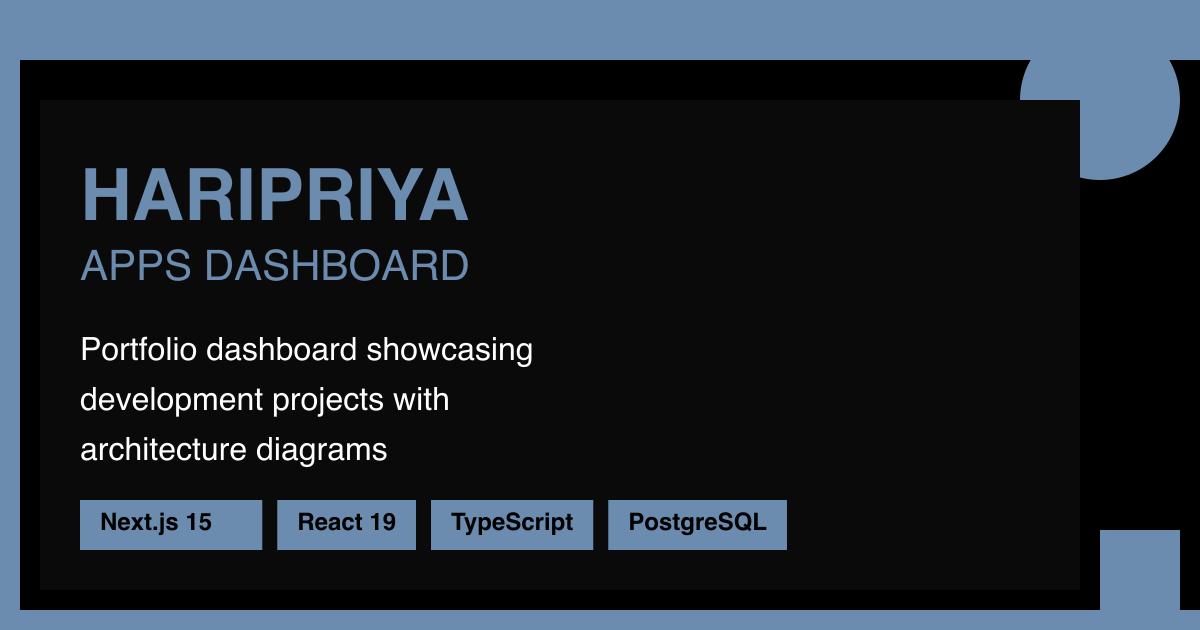 HARIPRIYA
APPS DASHBOARD
Portfolio dashboard showcasing
development projects with
architecture diagrams
Next.js 15 React 19 TypeScript PostgreSQL